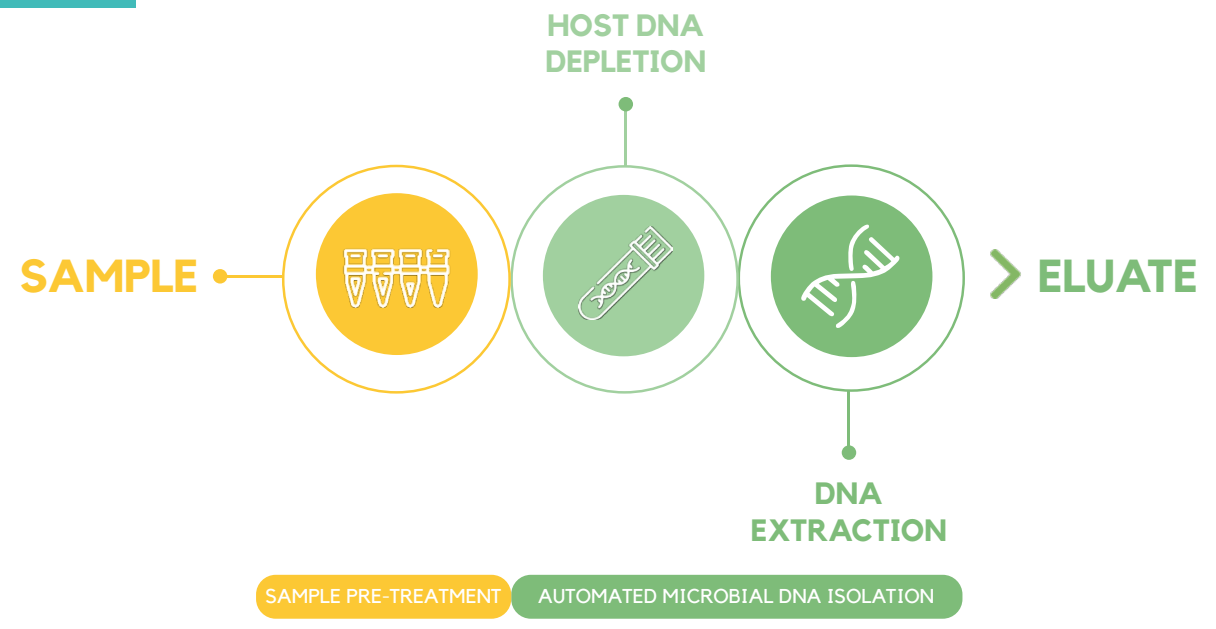 HOST DNA
DEPLETION
SAMPLE
ELUATE
DNA
EXTRACTION
SAMPLE PRE-TREATMENT
AUTOMATED MICROBIAL DNA ISOLATION